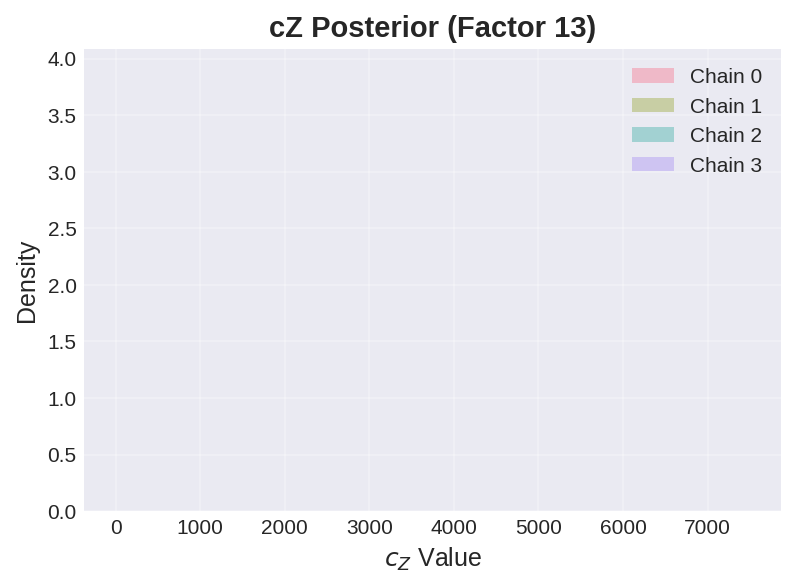 cZ Posterior (Factor 13)
4.0
3.5
3.0
2.5
2.0
1.5
1.0
0.5
0.0
Density
Chain 0
Chain 1
Chain 2
Chain 3
0 1000 2000 3000 4000 5000 6000 7000
c_Z Value